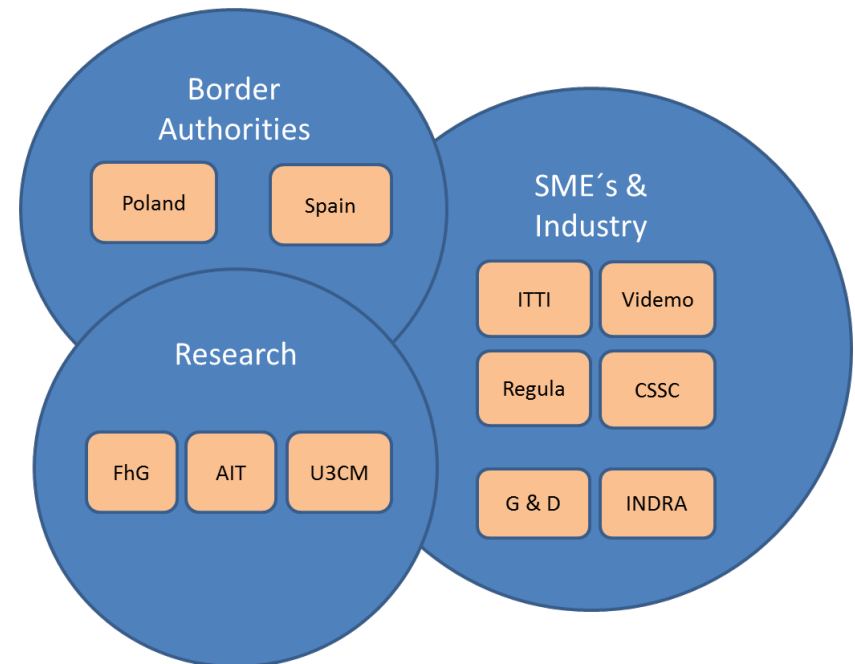 Border
Authorities
Poland
Spain
SME´s &
Industry
ITTI
Videmo
Regula
CSSC
G & D
INDRA
Research
FhG
AIT
U3CM